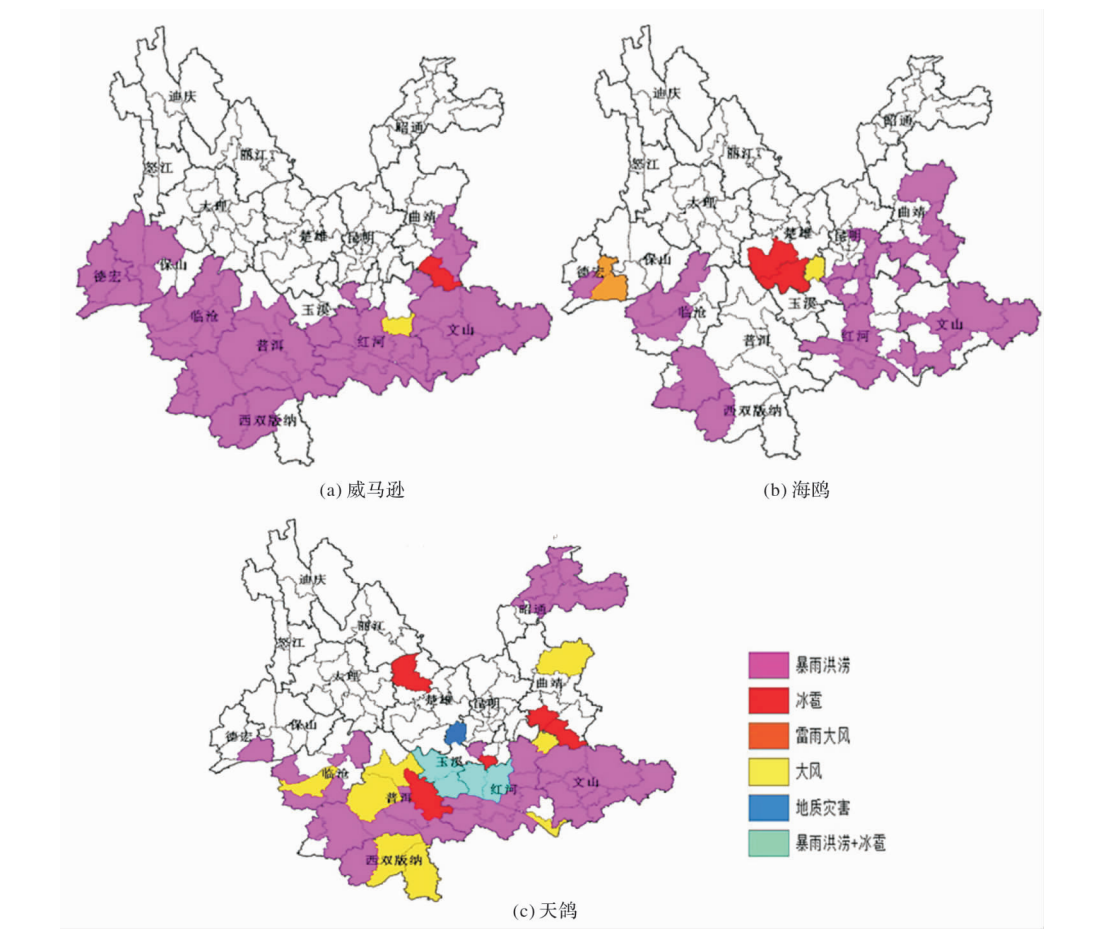 迪庆
昭通
怒江
丽江
大理
曲靖
楚雄
昆明
德宏
保山
临沧
玉溪
文山
普洱
红河
西双版纳
(a) 威马逊
迪庆
昭通
怒江
丽江
大理
曲靖
楚雄
昆明
德宏
保山
临沧
玉溪
文山
普洱
红河
西双版纳
(b) 海鸥
迪庆
昭通
怒江
丽江
大理
曲靖
楚雄
昆明
德宏
保山
临沧
玉溪
文山
普洱
红河
西双版纳
暴雨洪涝
冰雹
雷雨大风
大风
地质灾害
暴雨洪涝+冰雹
(c) 天鸽